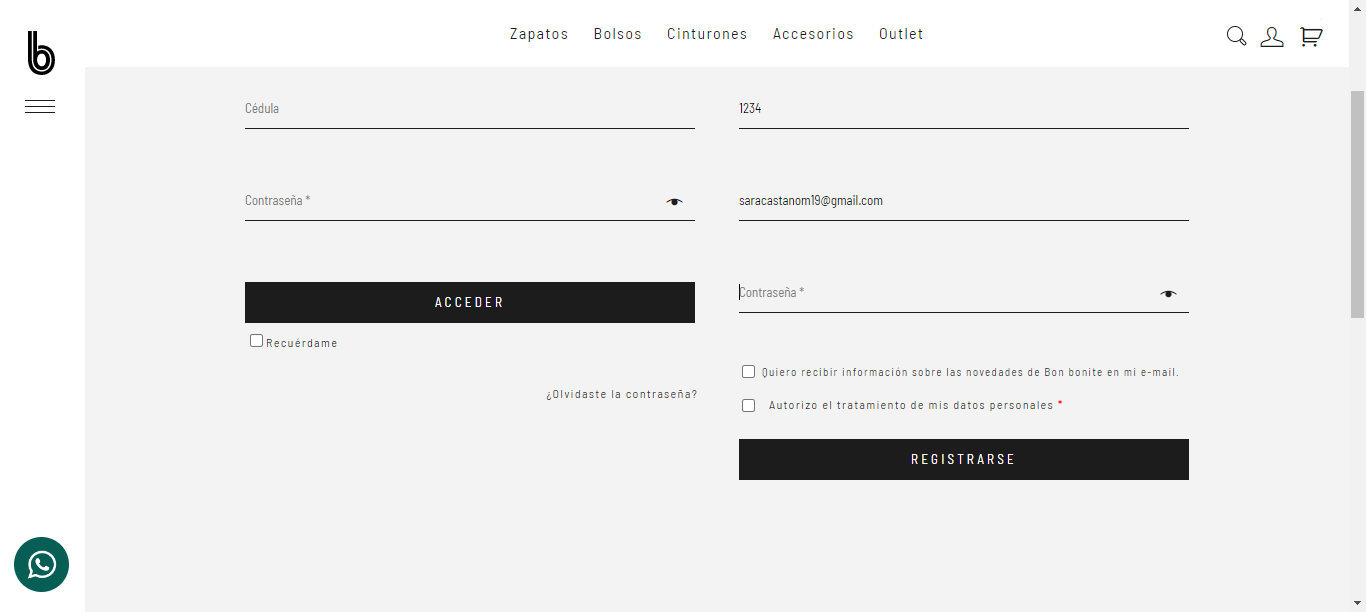 b
Zapatos Bolsos Cinturones Accesorios Outlet
Cédula
Contraseña *
ACCEDER
Recuérdame
¿Olvidaste la contraseña?
1234
saracastanom19@gmail.com
Contraseña *
Quiero recibir información sobre las novedades de Bon bonite en mi e-mail.
Autorizo el tratamiento de mis datos personales *
REGISTRARSE